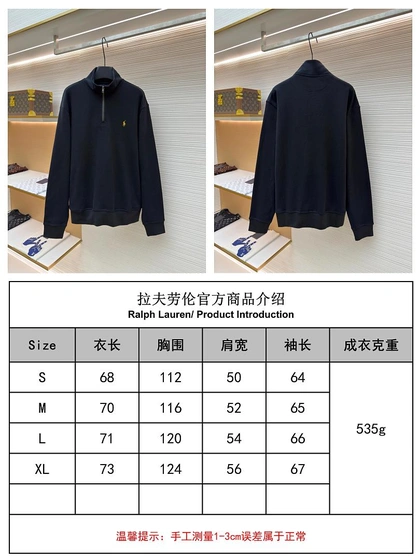 拉夫劳伦官方商品介绍
Ralph Lauren/ Product Introduction
Size 衣长 胸围 肩宽 袖长 成衣克重
S 68 112 50 64
M 70 116 52 65
L 71 120 54 66
XL 73 124 56 67
535g
温馨提示：手工测量1-3cm误差属于正常